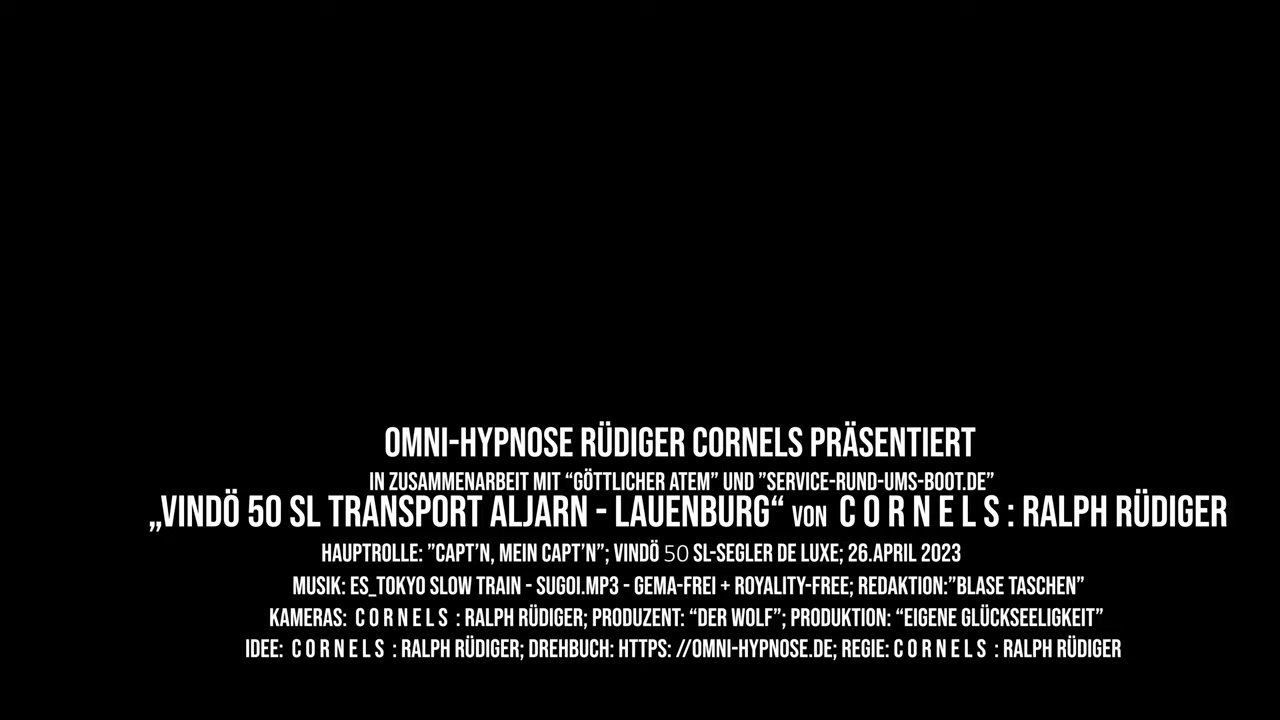 OMNI-HYPNOSE RÜDIGER CORNELS PRÄSENTIERT
IN ZUSAMMENARBEIT MIT “GÖTTLICHER ATEM” UND ”SERVICE-RUND-UMS-BOOT.DE”
„VINDÖ 50 SL TRANSPORT ALJARN - LAUENBURG“ VON C O R N E L S : RALPH RÜDIGER
HAUPTROLLE: ”CAPT’N, MEIN CAPT’N”; VINDÖ 50 SL-SEGLER DE LUXE; 26.APRIL 2023
MUSIK: ES_TOKYO SLOW TRAIN - SUGOI.MP3 - GEMA-FREI + ROYALITY-FREE; REDAKTION:”BLASE TASCHEN”
KAMERAS: C O R N E L S : RALPH RÜDIGER; PRODUZENT: “DER WOLF”; PRODUKTION: “EIGENE GLÜCKSEELIGKEIT”
IDEE: C O R N E L S : RALPH RÜDIGER; DREHBUCH: HTTPS: //OMNI-HYPNOSE.DE; REGIE: C O R N E L S : RALPH RÜDIGER